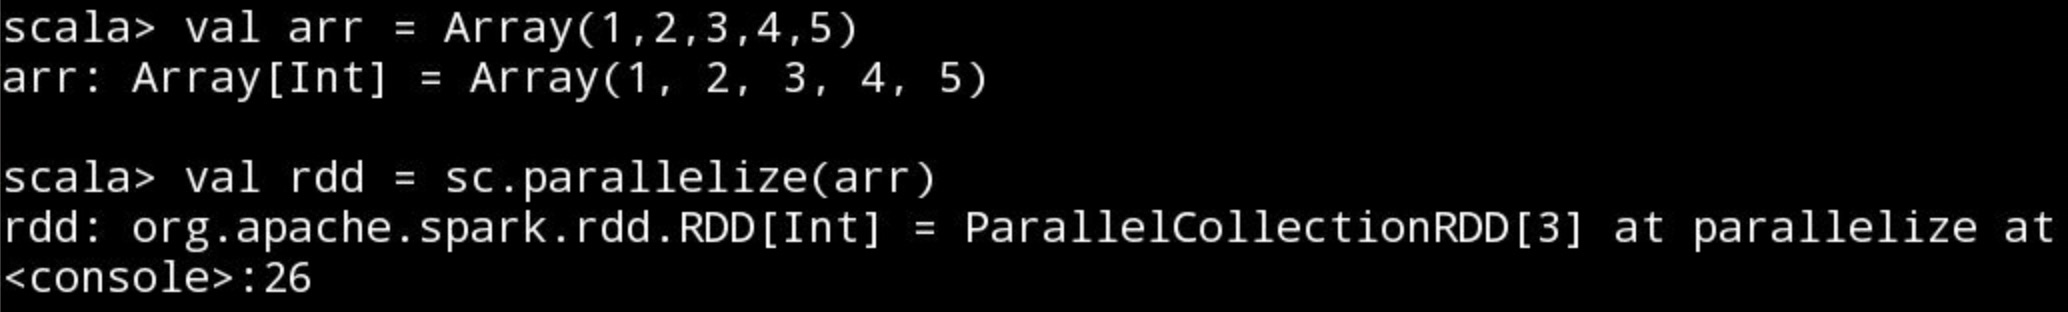 scala> val arr = Array(1,2,3,4,5)
arr: Array[Int] = Array(1, 2, 3, 4, 5)
scala> val rdd = sc.parallelize(arr)
rdd: org.apache.spark.rdd.RDD[Int] = ParallelCollectionRDD[3] at parallelize at
<console>:26